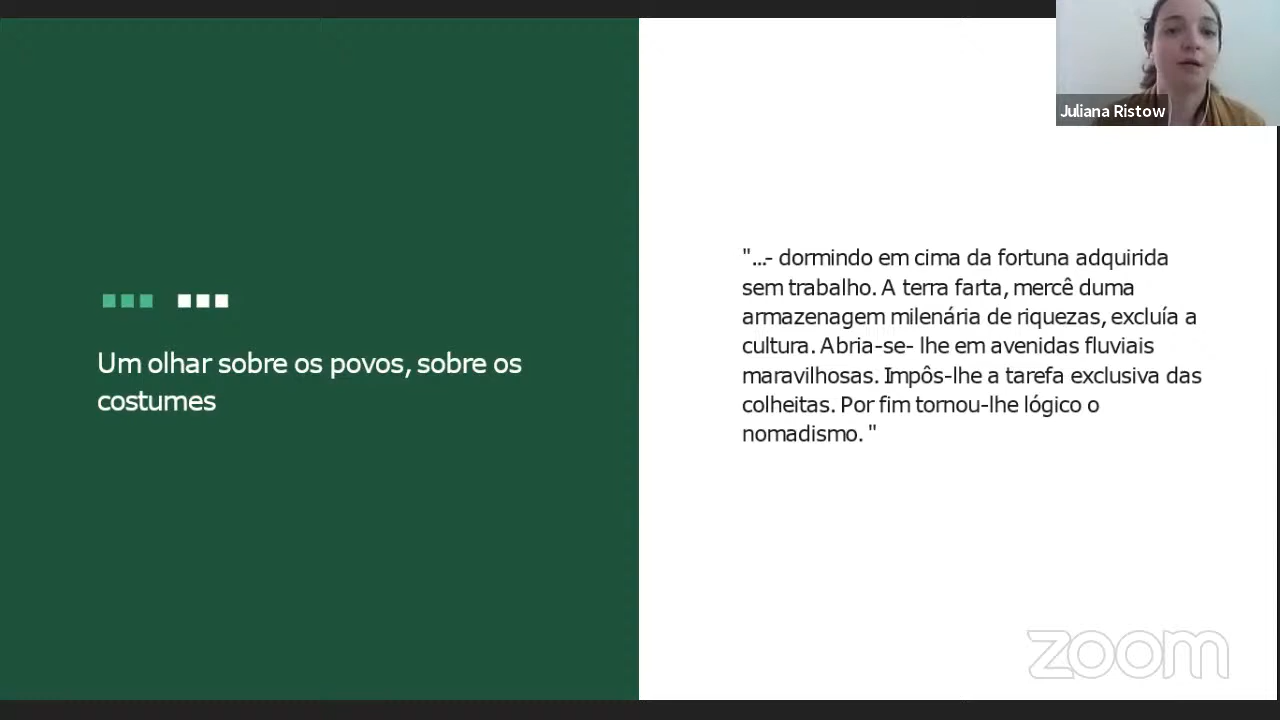 Juliana Ristow
Um olhar sobre os povos, sobre os
costumes
"...- dormindo em cima da fortuna adquirida
sem trabalho. A terra farta, mercê duma
armazenagem milenária de riquezas, excluía a
cultura. Abria-se- lhe em avenidas fluviais
maravilhosas. Impôs-lhe a tarefa exclusiva das
colheitas. Por fim tornou-lhe lógico o
nomadismo. "
zoom